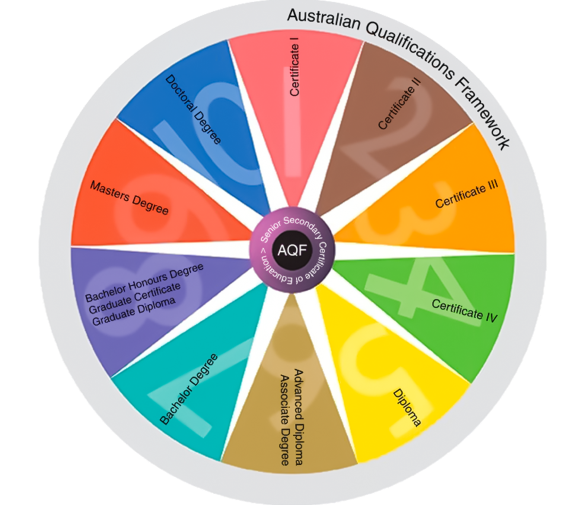 Australian Qualifications Framework
Certificate I
1
Certificate II
2
Certificate III
3
Certificate IV
4
Diploma
5
Advanced Diploma
Associate Degree
6
Bachelor Degree
7
Bachelor Honours Degree
Graduate Certificate
Graduate Diploma
8
Masters Degree
9
Doctoral Degree
10
Senior Secondary Certificate of Education >
AQF